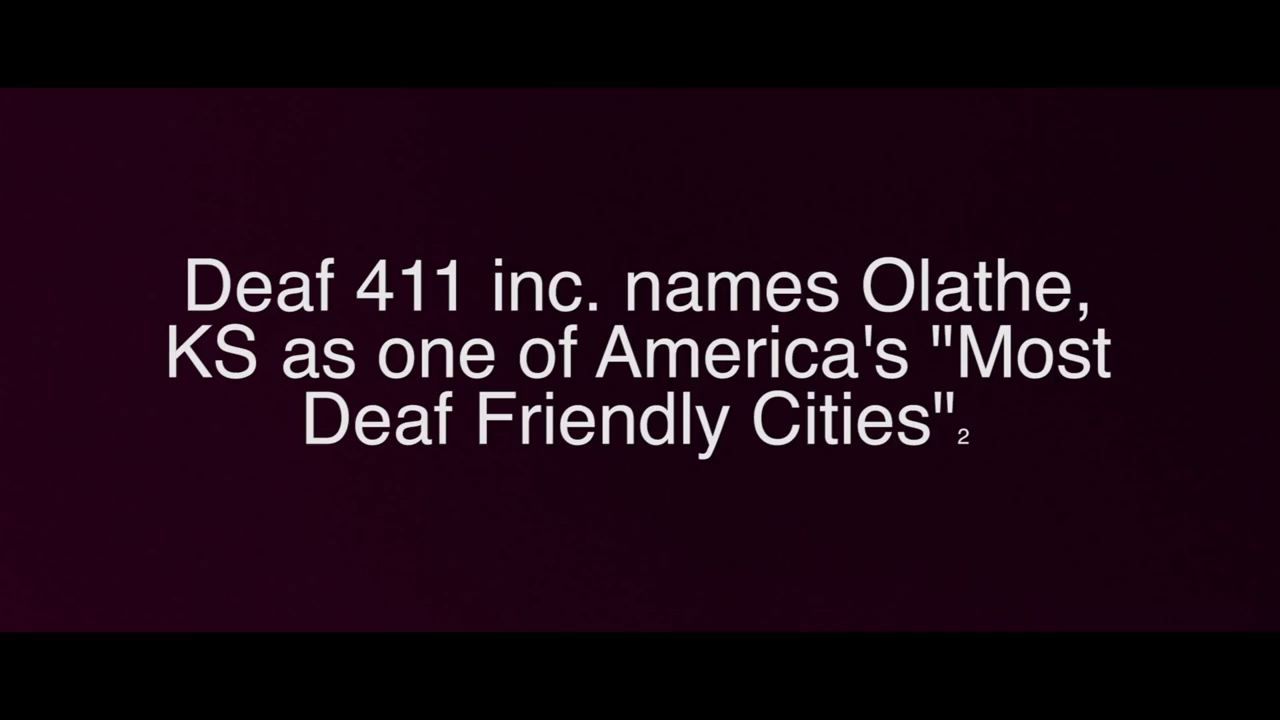 Deaf 411 inc. names Olathe,
KS as one of America's "Most
Deaf Friendly Cities"2